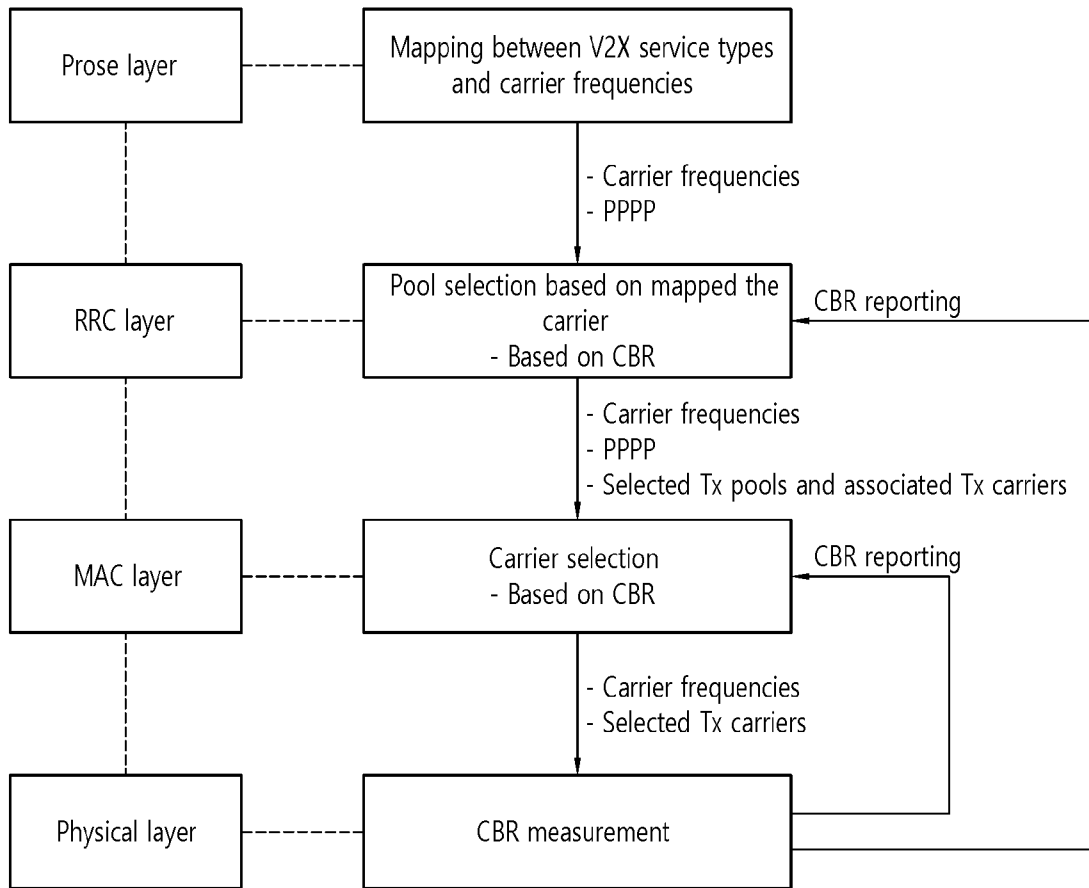 Prose layer
Mapping between V2X service types
and carrier frequencies
- Carrier frequencies
- PPPP
RRC layer
Pool selection based on mapped the
carrier
- Based on CBR
CBR reporting
- Carrier frequencies
- PPPP
- Selected Tx pools and associated Tx carriers
MAC layer
Carrier selection
- Based on CBR
CBR reporting
- Carrier frequencies
- Selected Tx carriers
Physical layer
CBR measurement